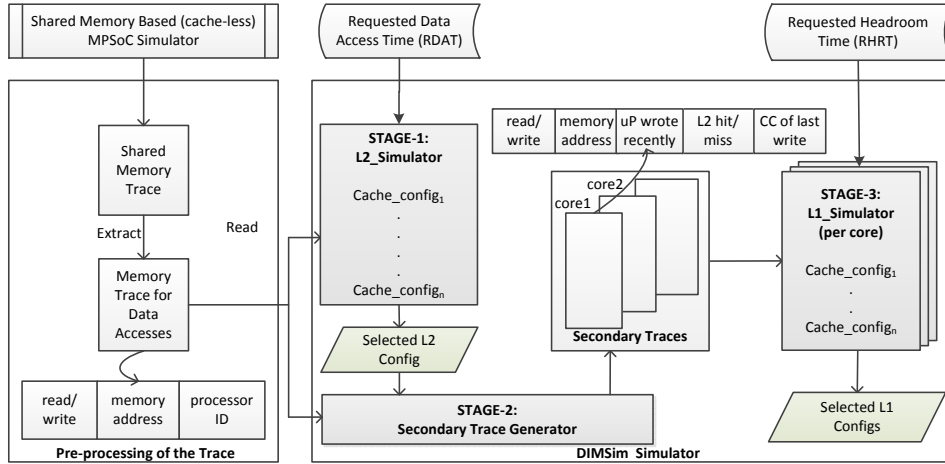 Shared Memory Based (cache-less)
MPSoC Simulator
Requested Data
Access Time (RDAT)
Requested Headroom
Time (RHRT)
Shared
Memory
Trace
Extract
Read
Memory
Trace for
Data
Accesses
read/
write
memory
address
processor
ID
Pre-processing of the Trace
STAGE-1:
L2_Simulator
Cache_config1
.
.
.
.
Cache_confign
Selected L2
Config
STAGE-2:
Secondary Trace Generator
read/
write
memory
address
uP wrote
recently
L2 hit/
miss
CC of last
write
core2
core1
Secondary Traces
STAGE-3:
L1_Simulator
(per core)
Cache_config1
.
.
Cache_confign
Selected L1
Configs
DIMSim Simulator